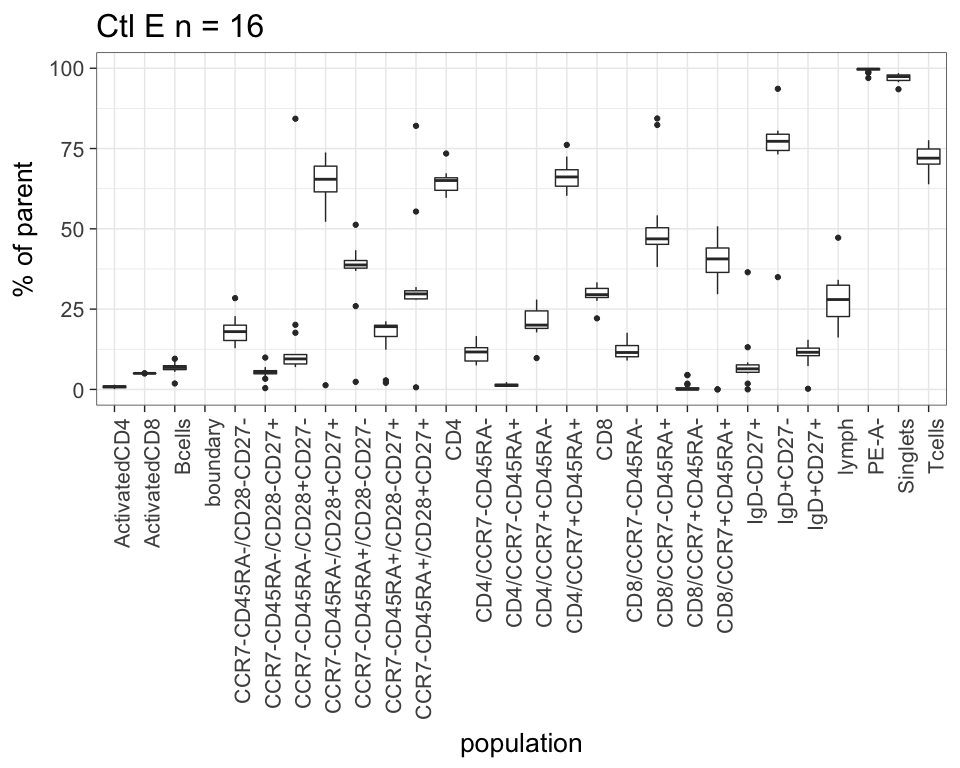 Ctl E n = 16
% of parent
100
75
50
25
0
ActivatedCD4
ActivatedCD8
Bcells
boundary
CCR7-CD45RA-/CD28-CD27-
CCR7-CD45RA-/CD28-CD27+
CCR7-CD45RA-/CD28+CD27-
CCR7-CD45RA-/CD28+CD27+
CCR7-CD45RA+/CD28-CD27-
CCR7-CD45RA+/CD28-CD27+
CCR7-CD45RA+/CD28+CD27+
CD4
CD4/CCR7-CD45RA-
CD4/CCR7-CD45RA+
CD4/CCR7+CD45RA-
CD4/CCR7+CD45RA+
CD8
CD8/CCR7-CD45RA-
CD8/CCR7-CD45RA+
CD8/CCR7+CD45RA-
CD8/CCR7+CD45RA+
IgD-CD27+
IgD+CD27-
IgD+CD27+
lymph
PE-A-
Singlets
Tcells
population